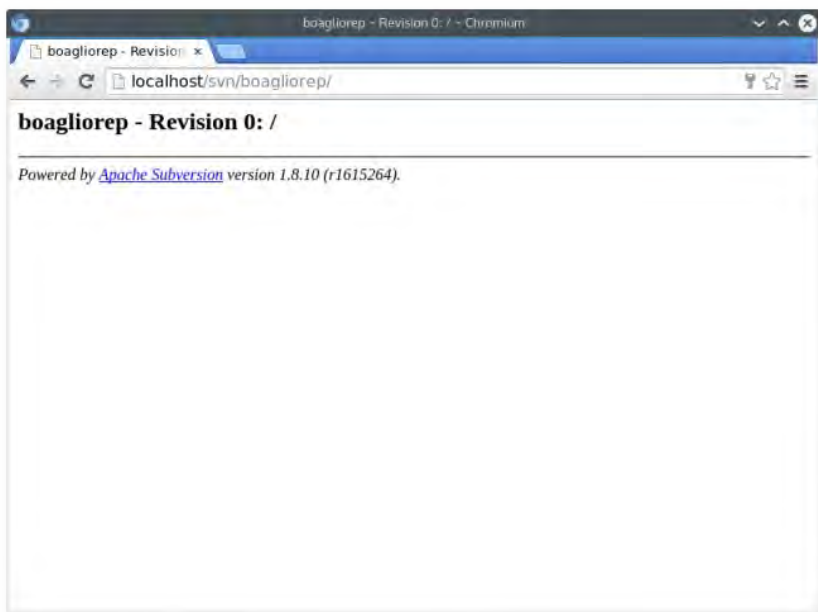 boagliorep - Revision 0: / - Chromium
boagliorep - Revision
localhost/svn/boagliorep/
boagliorep - Revision 0: /
Powered by Apache Subversion version 1.8.10 (r1615264).